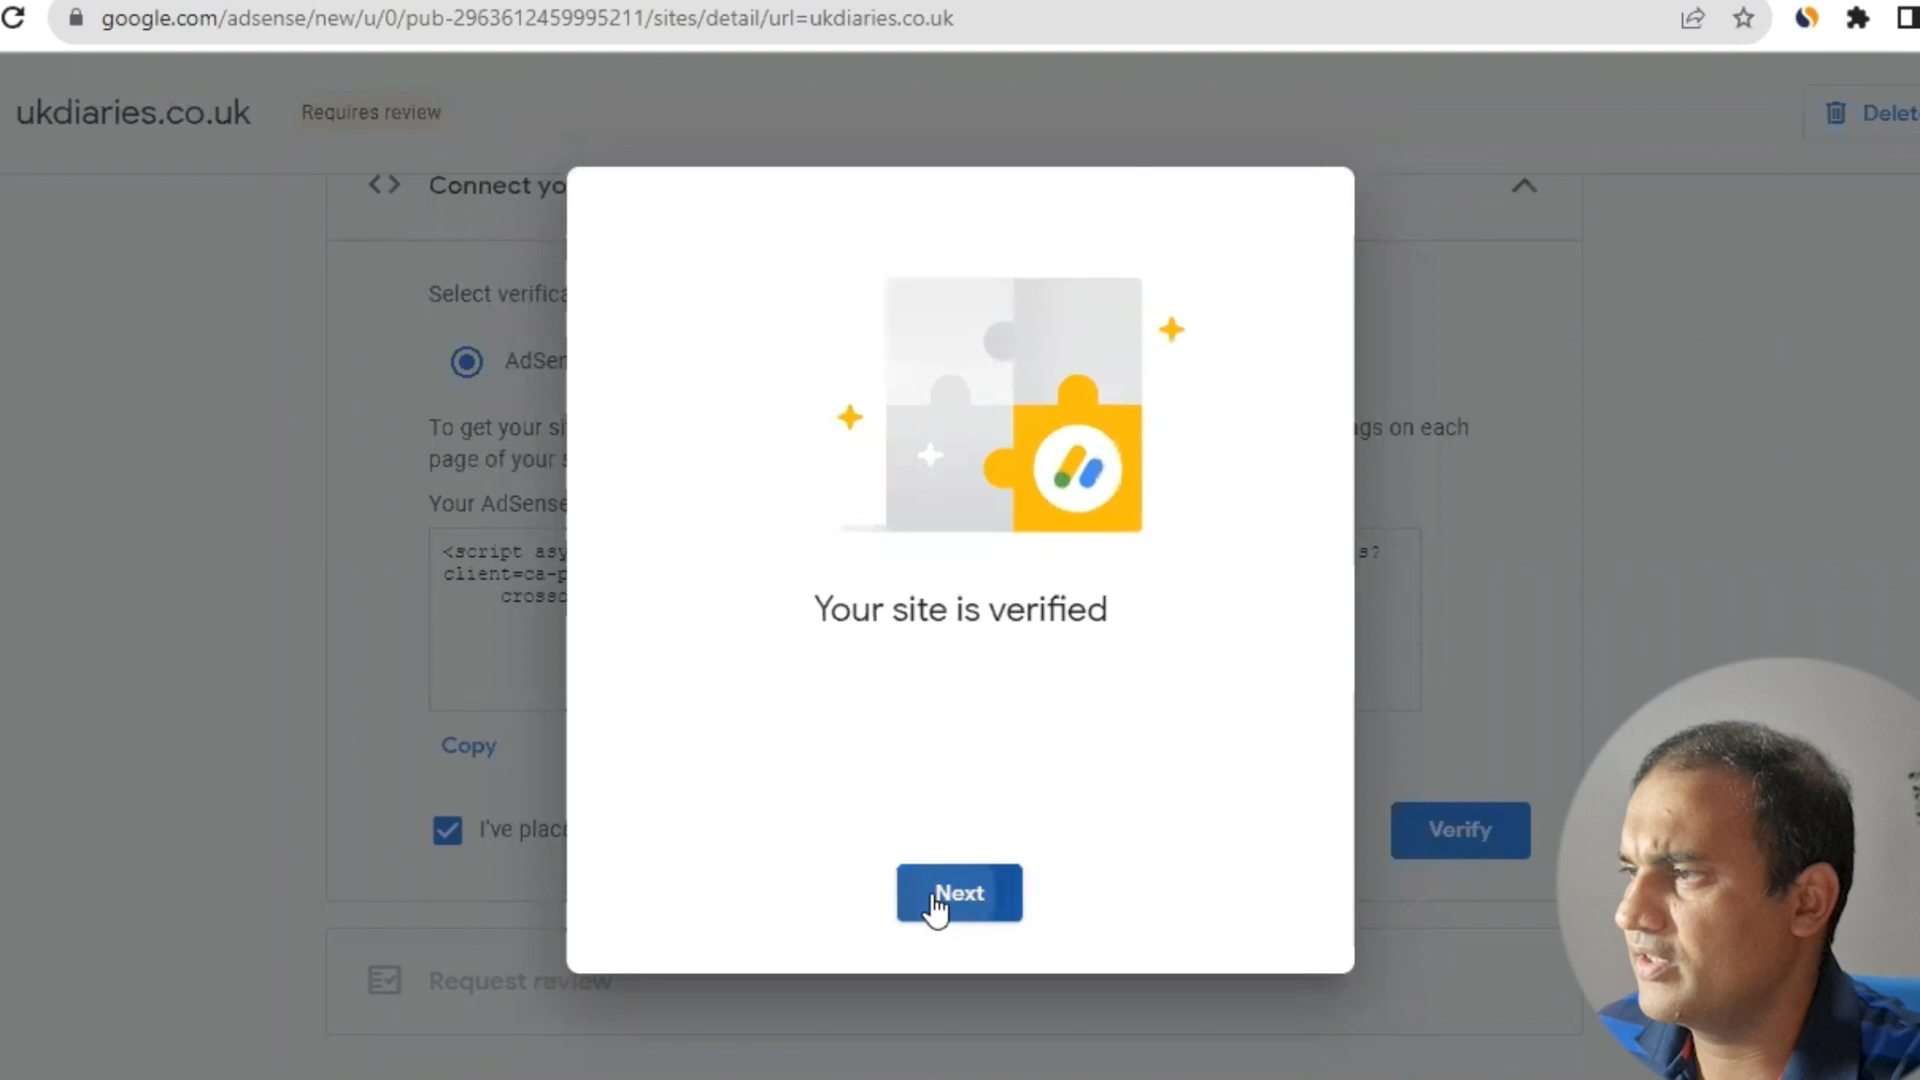 google.com/adsense/new/u/0/pub-2963612459995211/sites/detail/url=ukdiaries.co.uk
ukdiaries.co.uk
Requires review
Delet
Connect yo
Select verifica
AdSen
To get your si
gs on each
page of your s
Your AdSense
<script asy
s?
client=ca-p
crosso
Your site is verified
Copy
I've plac
Verify
Next
Request review